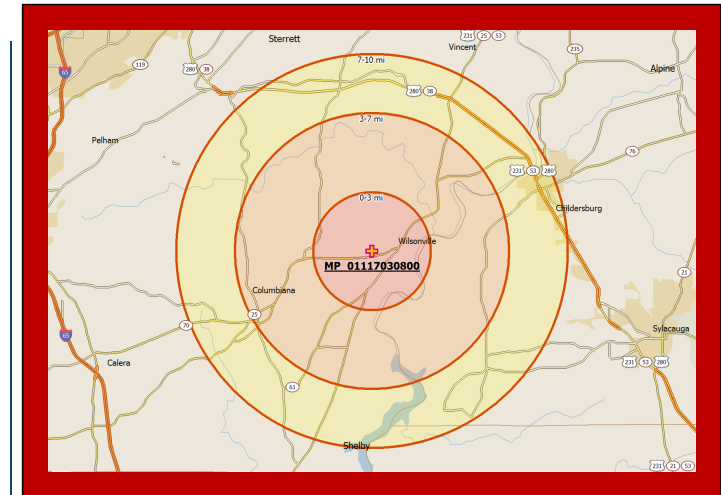 Sterrett
231 25 53
Vincent
235
7-10 mi
65
119
280 38
Alpine
280 38
3-7 mi
Pelham
76
231 53 280
0-3 mi
Childersburg
Wilsonville
MP_01117030800
21
Columbiana
25
70
Sylacauga
65
Calera
231 53 280
61
Shelby
231 21 53